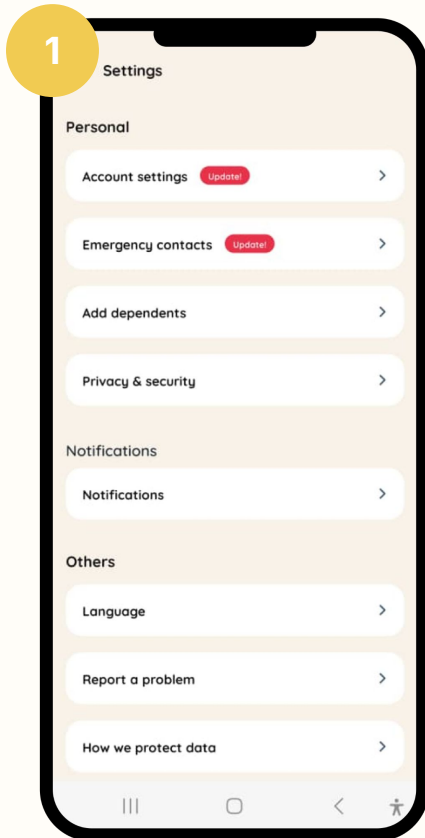 1
Settings
Personal
Account settings Update!
Emergency contacts Update!
Add dependents
Privacy & security
Notifications
Notifications
Others
Language
Report a problem
How we protect data